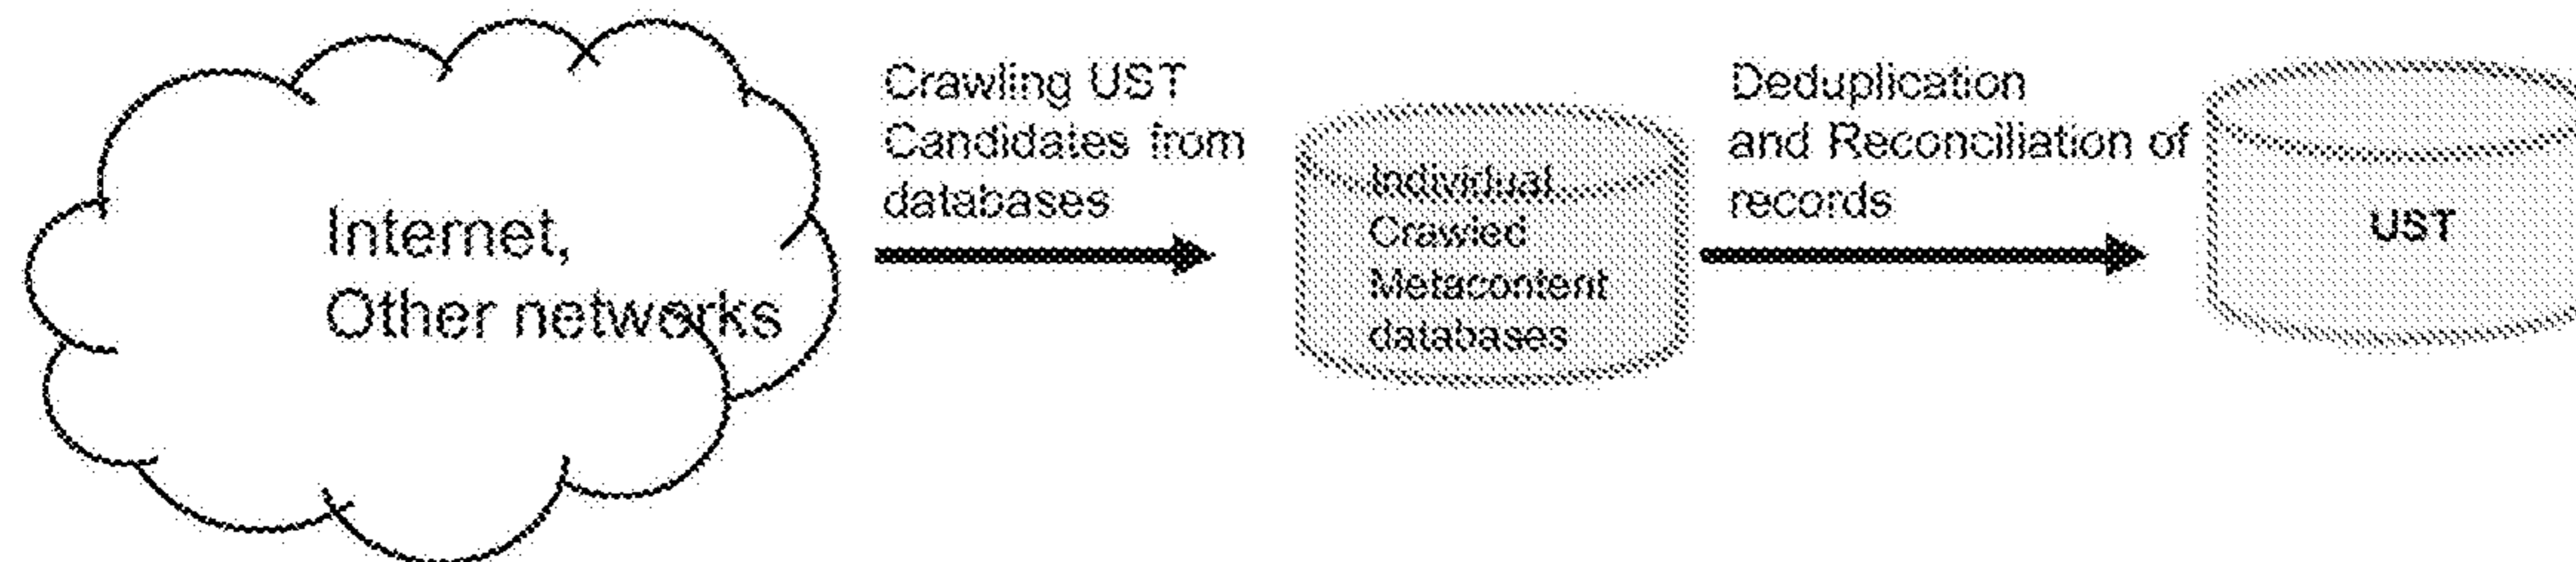 Internet,
Other networks
Crawling UST
Candidates from
databases
Individual
Crawled
Metacontent
databases
Deduplication
and Reconciliation of
records
UST